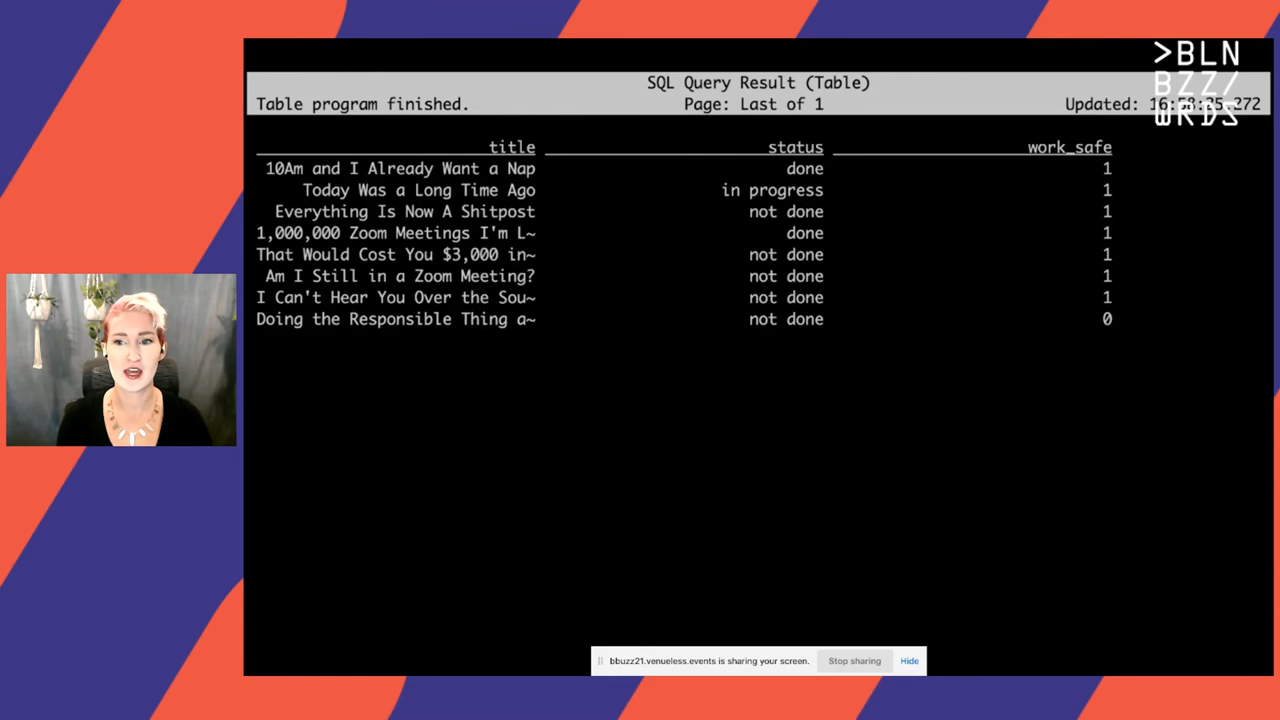 >BLN
BZZ/
WRDS
SQL Query Result (Table)
Table program finished. Page: Last of 1 Updated:
title status work_safe
10Am and I Already Want a Nap done 1
Today Was a Long Time Ago in progress 1
Everything Is Now A Shitpost not done 1
1,000,000 Zoom Meetings I'm L~ done 1
That Would Cost You $3,000 in~ not done 1
Am I Still in a Zoom Meeting? not done 1
I Can't Hear You Over the Sou~ not done 1
Doing the Responsible Thing a~ not done 0
bbuzz21.venueless.events is sharing your screen. Stop sharing Hide